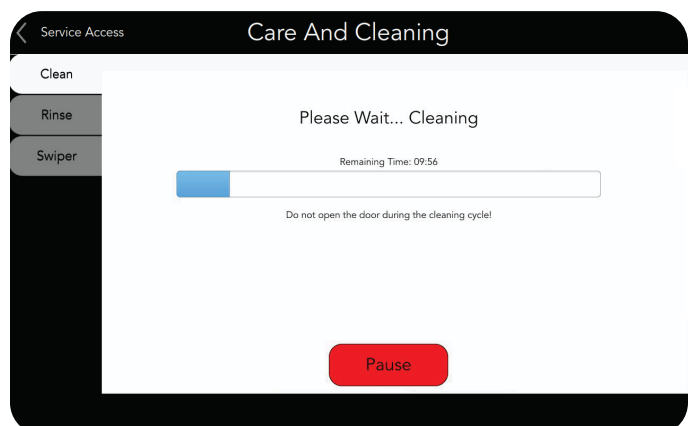 Service Access
Care And Cleaning
Clean
Rinse
Swiper
Please Wait... Cleaning
Remaining Time: 09:56
Do not open the door during the cleaning cycle!
Pause